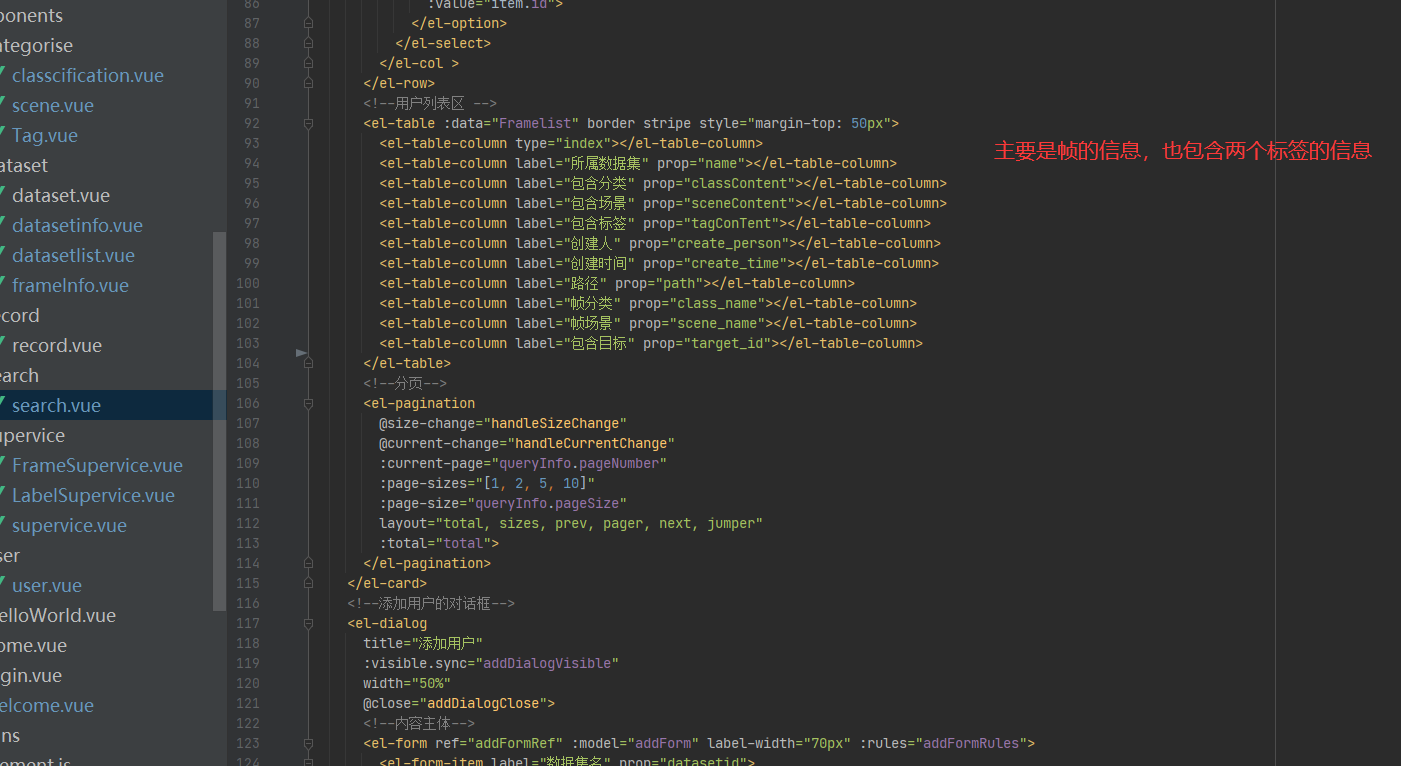 ponents
ategorise
classcification.vue
scene.vue
Tag.vue
ataset
dataset.vue
datasetinfo.vue
datasetlist.vue
frameInfo.vue
ecord
record.vue
earch
search.vue
upervice
FrameSupervice.vue
LabelSupervice.vue
supervice.vue
ser
user.vue
elloWorld.vue
ome.vue
gin.vue
elcome.vue
ns
ement.js
86 :value="item.id">
87 </el-option>
88 </el-select>
89 </el-col >
90 </el-row>
91 <!--用户列表区 -->
92 <el-table :data="Framelist" border stripe style="margin-top: 50px">
93 <el-table-column type="index"></el-table-column>
94 <el-table-column label="所属数据集" prop="name"></el-table-column>
95 <el-table-column label="包含分类" prop="classContent"></el-table-column>
96 <el-table-column label="包含场景" prop="sceneContent"></el-table-column>
97 <el-table-column label="包含标签" prop="tagConTent"></el-table-column>
98 <el-table-column label="创建人" prop="create_person"></el-table-column>
99 <el-table-column label="创建时间" prop="create_time"></el-table-column>
100 <el-table-column label="路径" prop="path"></el-table-column>
101 <el-table-column label="帧分类" prop="class_name"></el-table-column>
102 <el-table-column label="帧场景" prop="scene_name"></el-table-column>
103 <el-table-column label="包含目标" prop="target_id"></el-table-column>
104 </el-table>
105 <!--分页-->
106 <el-pagination
107 @size-change="handleSizeChange"
108 @current-change="handleCurrentChange"
109 :current-page="queryInfo.pageNumber"
110 :page-sizes="[1, 2, 5, 10]"
111 :page-size="queryInfo.pageSize"
112 layout="total, sizes, prev, pager, next, jumper"
113 :total="total">
114 </el-pagination>
115 </el-card>
116 <!--添加用户的对话框-->
117 <el-dialog
118 title="添加用户"
119 :visible.sync="addDialogVisible"
120 width="50%"
121 @close="addDialogClose">
122 <!--内容主体-->
123 <el-form ref="addFormRef" :model="addForm" label-width="70px" :rules="addFormRules">
124 <el-form-item label="数据集名" prop="datasetid">
主要是帧的信息，也包含两个标签的信息